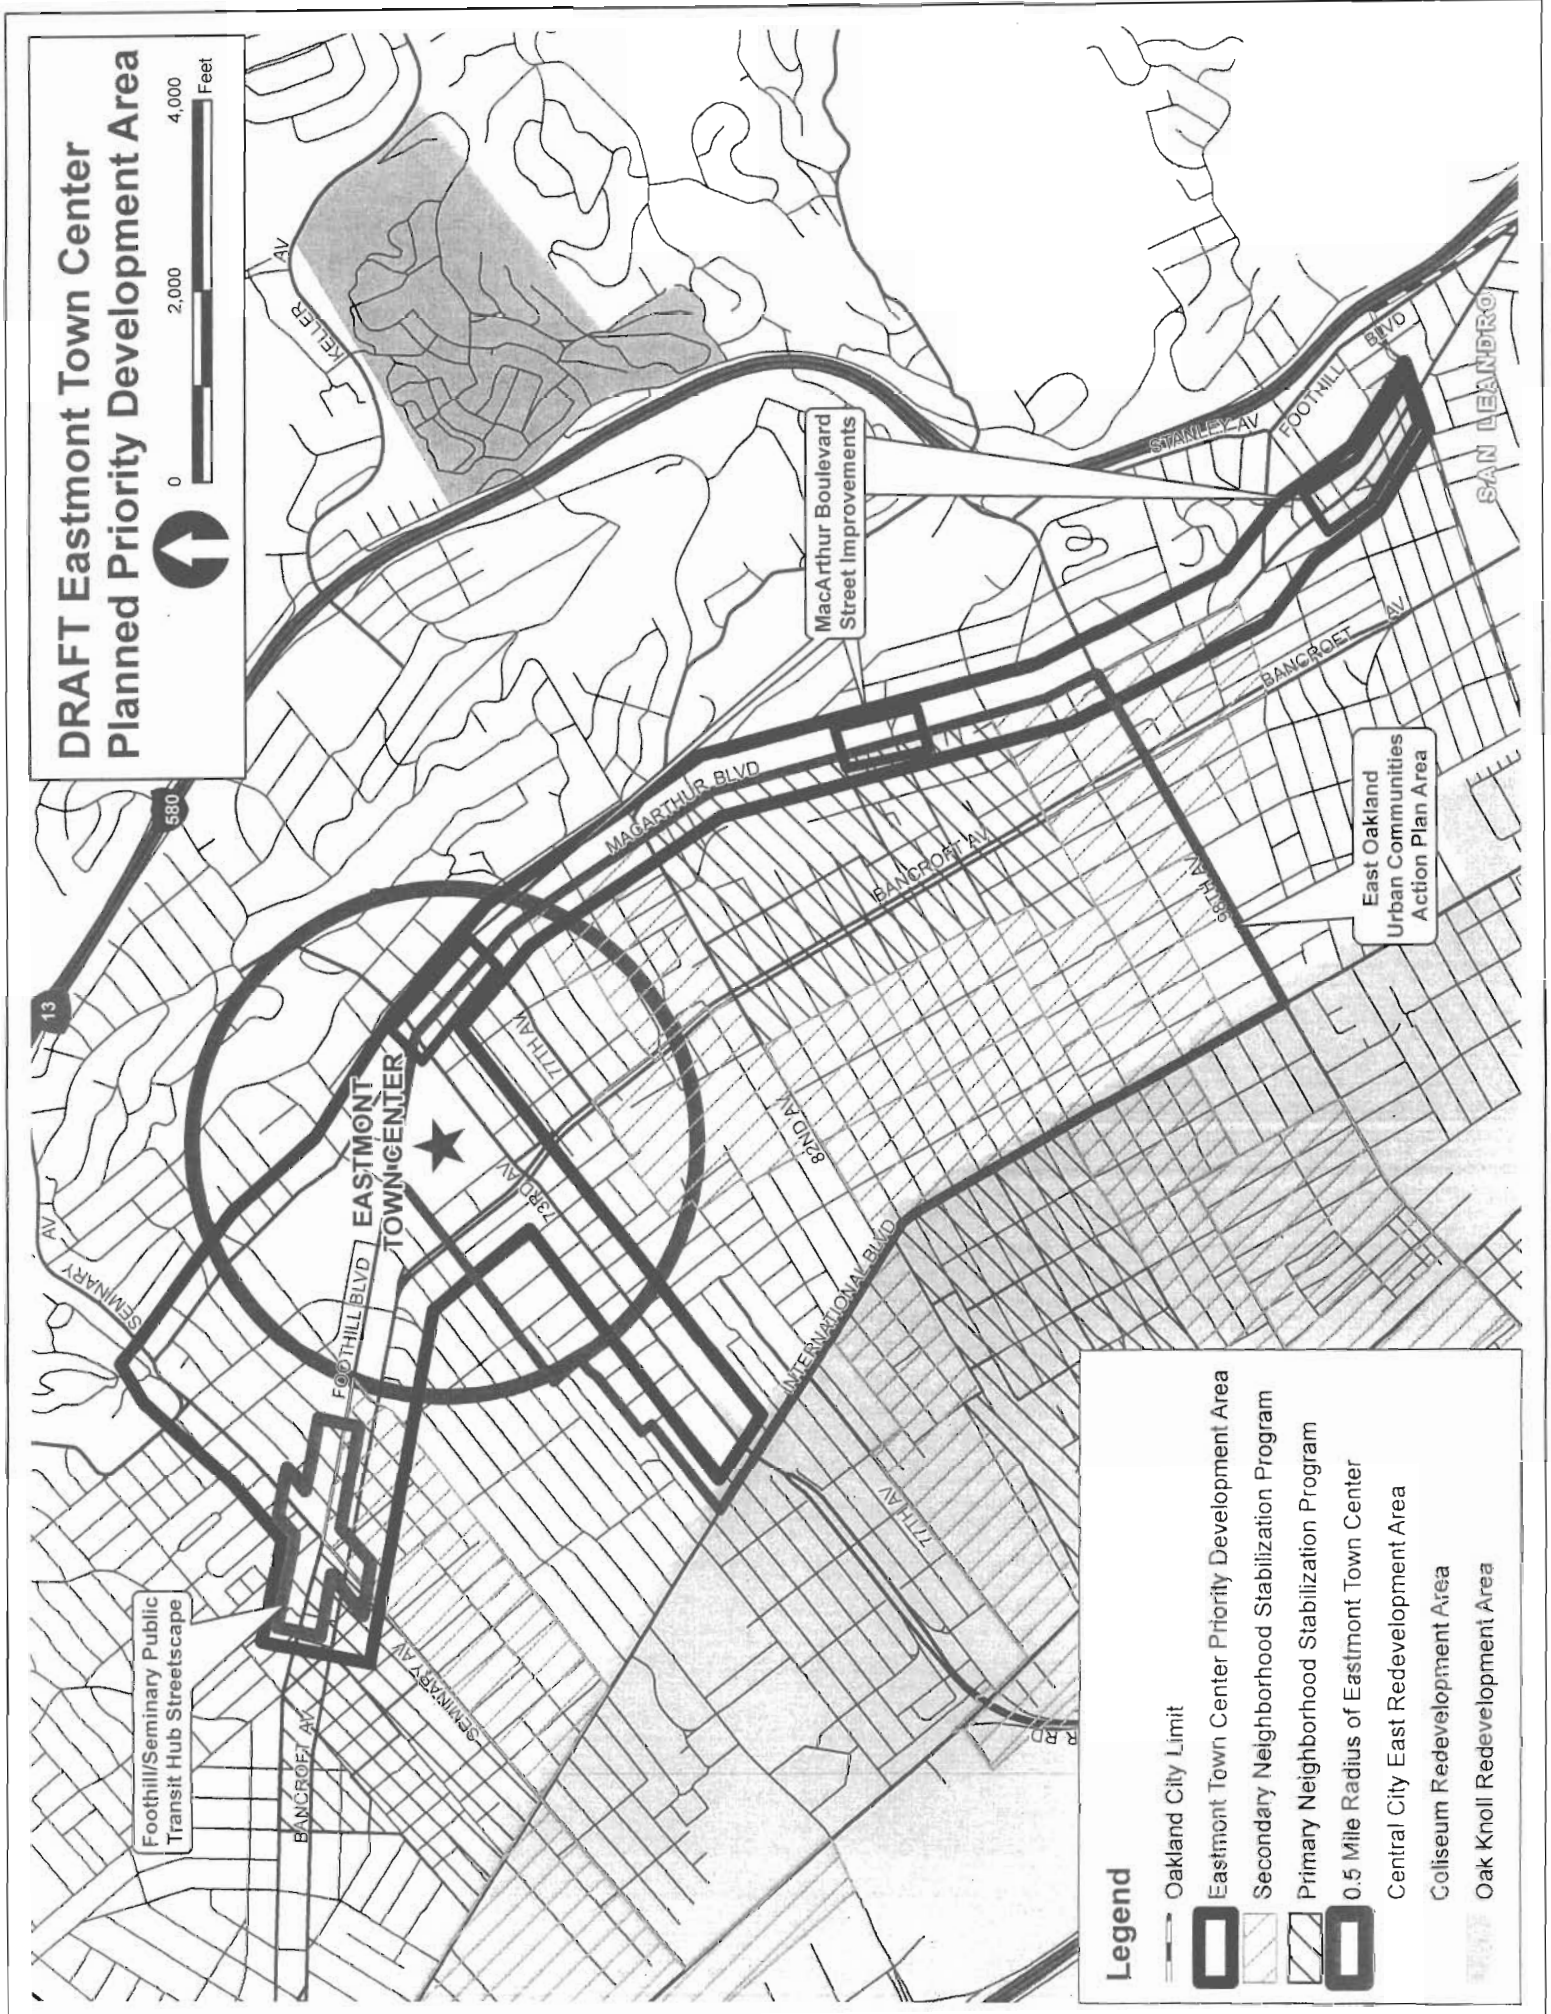 DRAFT Eastmont Town Center
Planned Priority Development Area
0
2,000
4,000
Feet
13
580
AV
KELLER
AV
SEMINARY
Foothill/Seminary Public
Transit Hub Streetscape
FOOTHILL BLVD
EASTMONT
TOWN CENTER
MACARTHUR BLVD
MacArthur Boulevard
Street Improvements
STANLEY AV
FOOTHILL
BLVD
SAN LEANDRO
BANCROFT AV
SEMINARY AV
73RD AV
77TH AV
BANCROFT AV
82ND AV
98TH AV
BANCROFT
AV
INTERNATIONAL BLVD
77TH AV
East Oakland
Urban Communities
Action Plan Area
Legend
Oakland City Limit
Eastmont Town Center Priority Development Area
Secondary Neighborhood Stabilization Program
Primary Neighborhood Stabilization Program
0.5 Mile Radius of Eastmont Town Center
Central City East Redevelopment Area
Coliseum Redevelopment Area
Oak Knoll Redevelopment Area